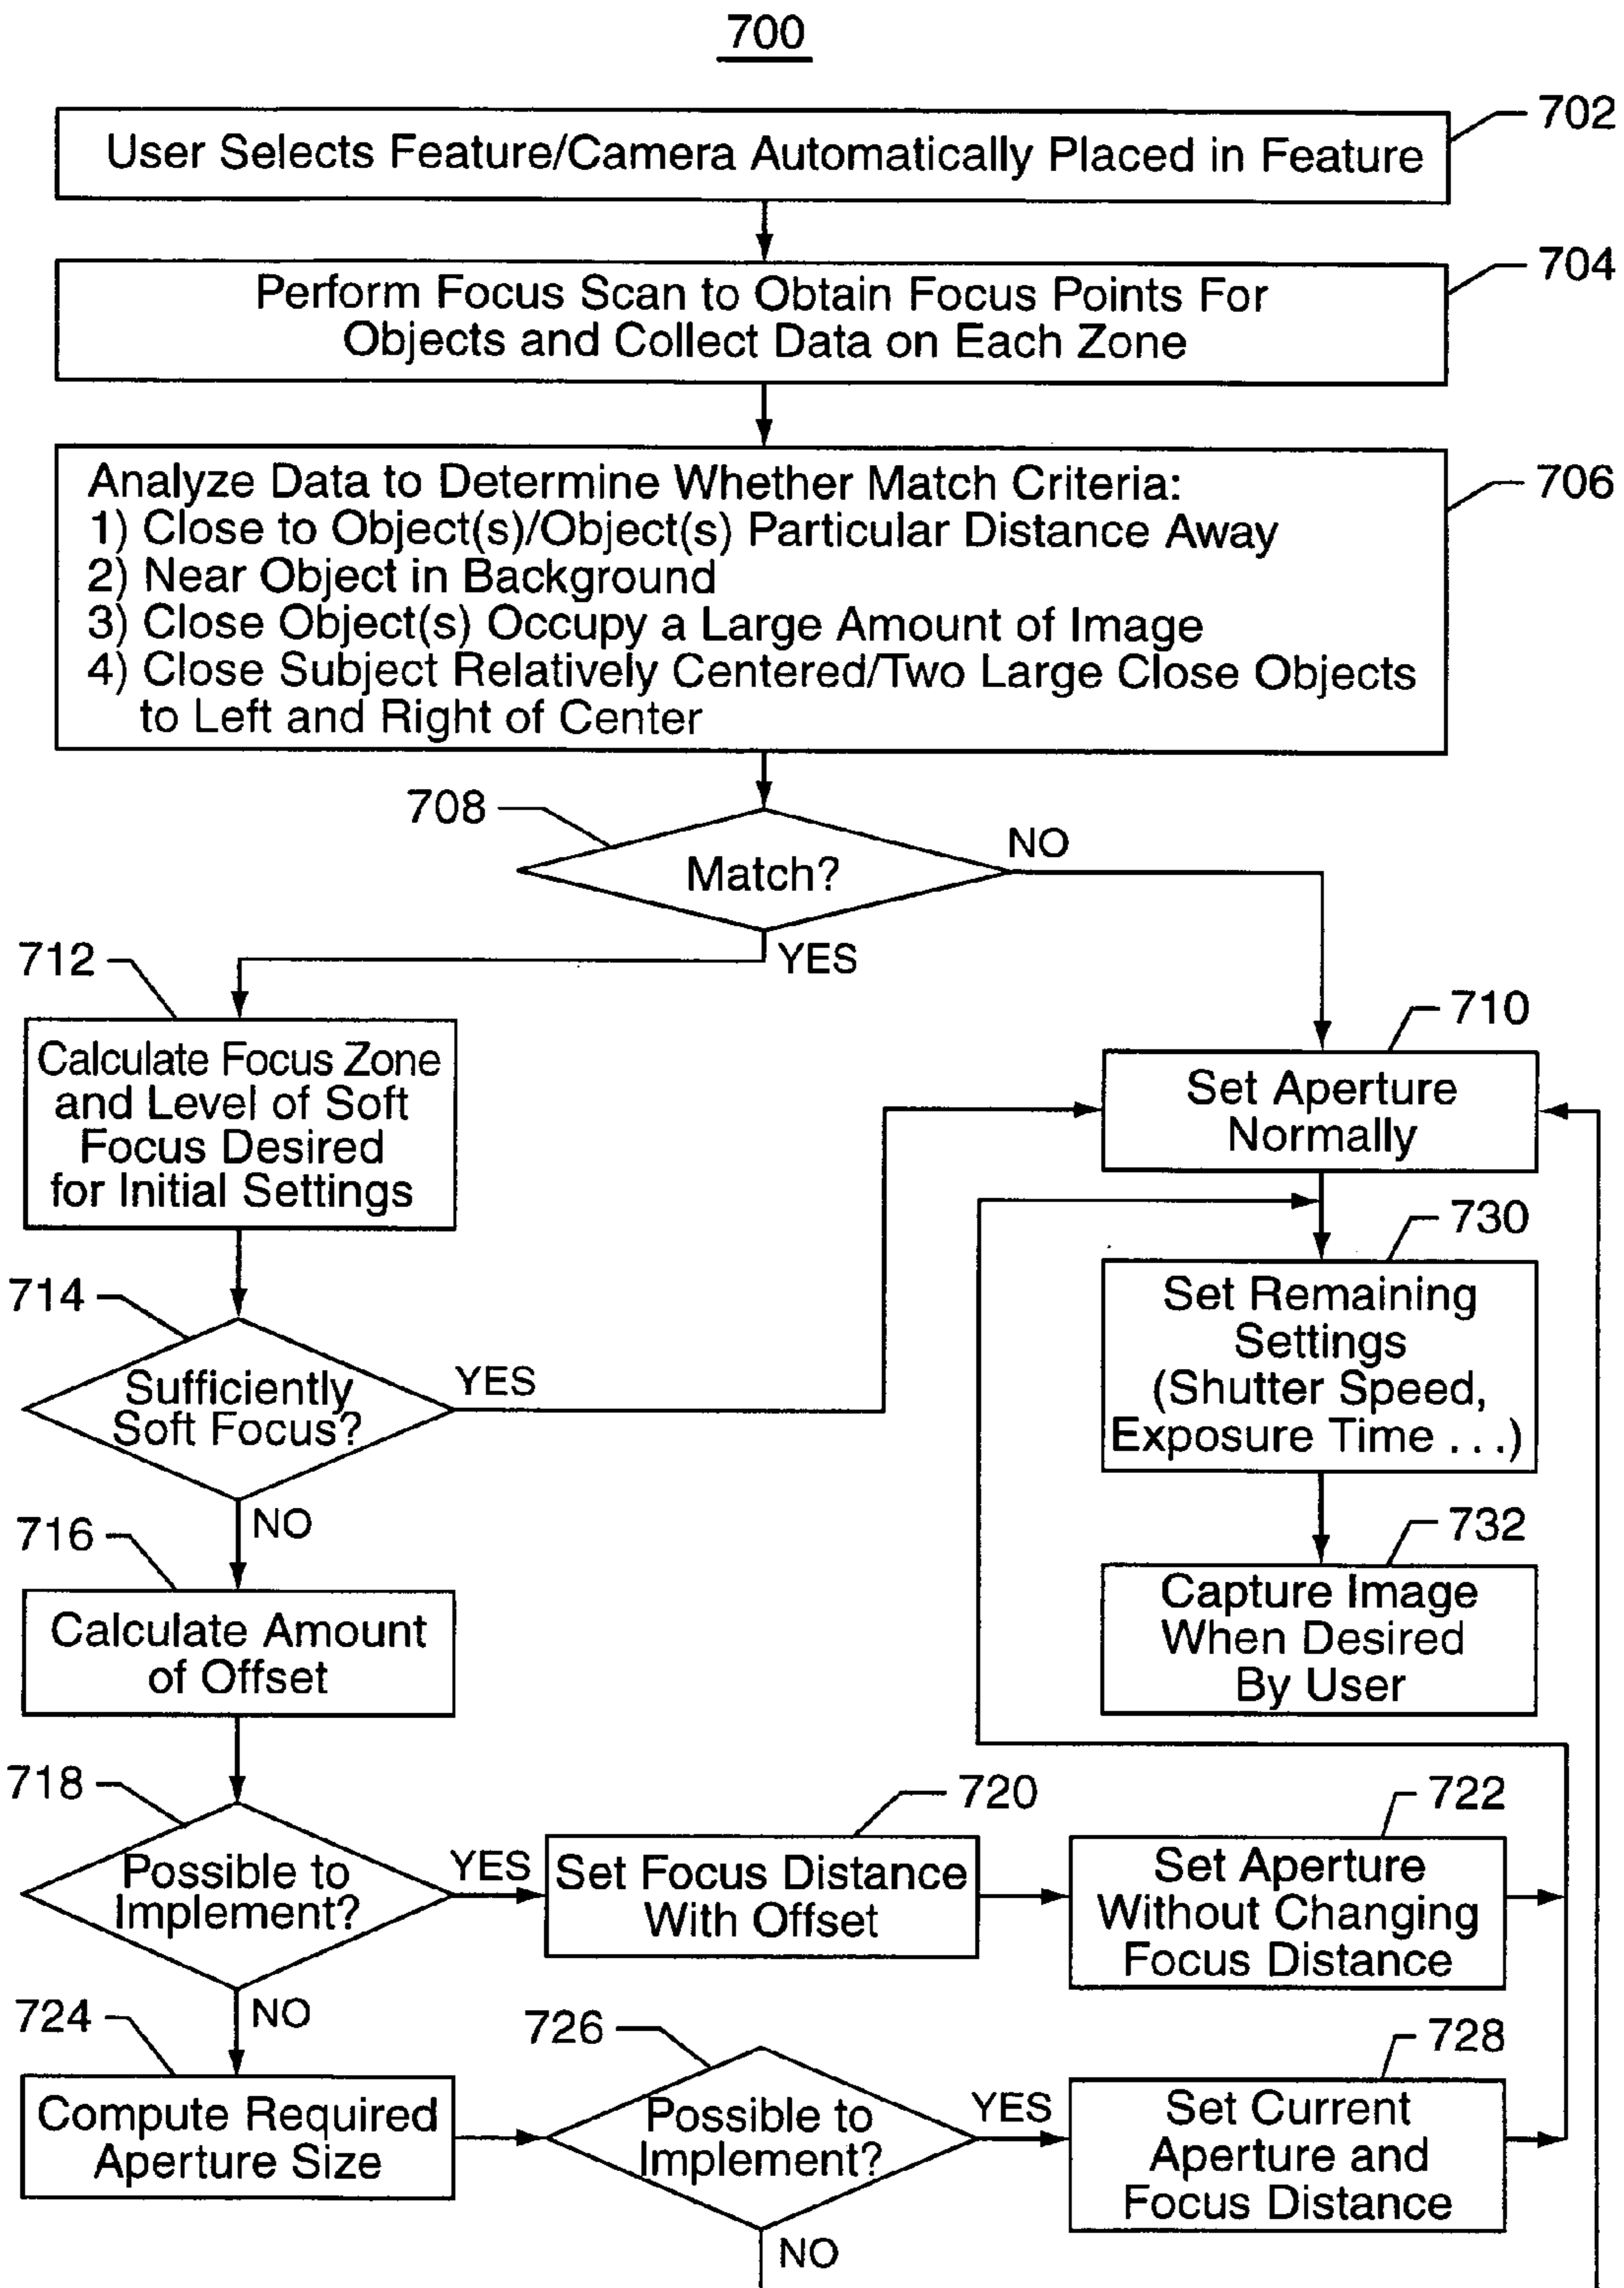 700
702
User Selects Feature/Camera Automatically Placed in Feature
704
Perform Focus Scan to Obtain Focus Points For
Objects and Collect Data on Each Zone
706
Analyze Data to Determine Whether Match Criteria:
1) Close to Object(s)/Object(s) Particular Distance Away
2) Near Object in Background
3) Close Object(s) Occupy a Large Amount of Image
4) Close Subject Relatively Centered/Two Large Close Objects
to Left and Right of Center
708
Match?
NO
YES
712
Calculate Focus Zone
and Level of Soft
Focus Desired
for Initial Settings
710
Set Aperture
Normally
714
Sufficiently
Soft Focus?
YES
NO
730
Set Remaining
Settings
(Shutter Speed,
Exposure Time . . .)
716
Calculate Amount
of Offset
732
Capture Image
When Desired
By User
718
Possible to
Implement?
YES
NO
720
Set Focus Distance
With Offset
722
Set Aperture
Without Changing
Focus Distance
724
Compute Required
Aperture Size
726
Possible to
Implement?
YES
NO
728
Set Current
Aperture and
Focus Distance